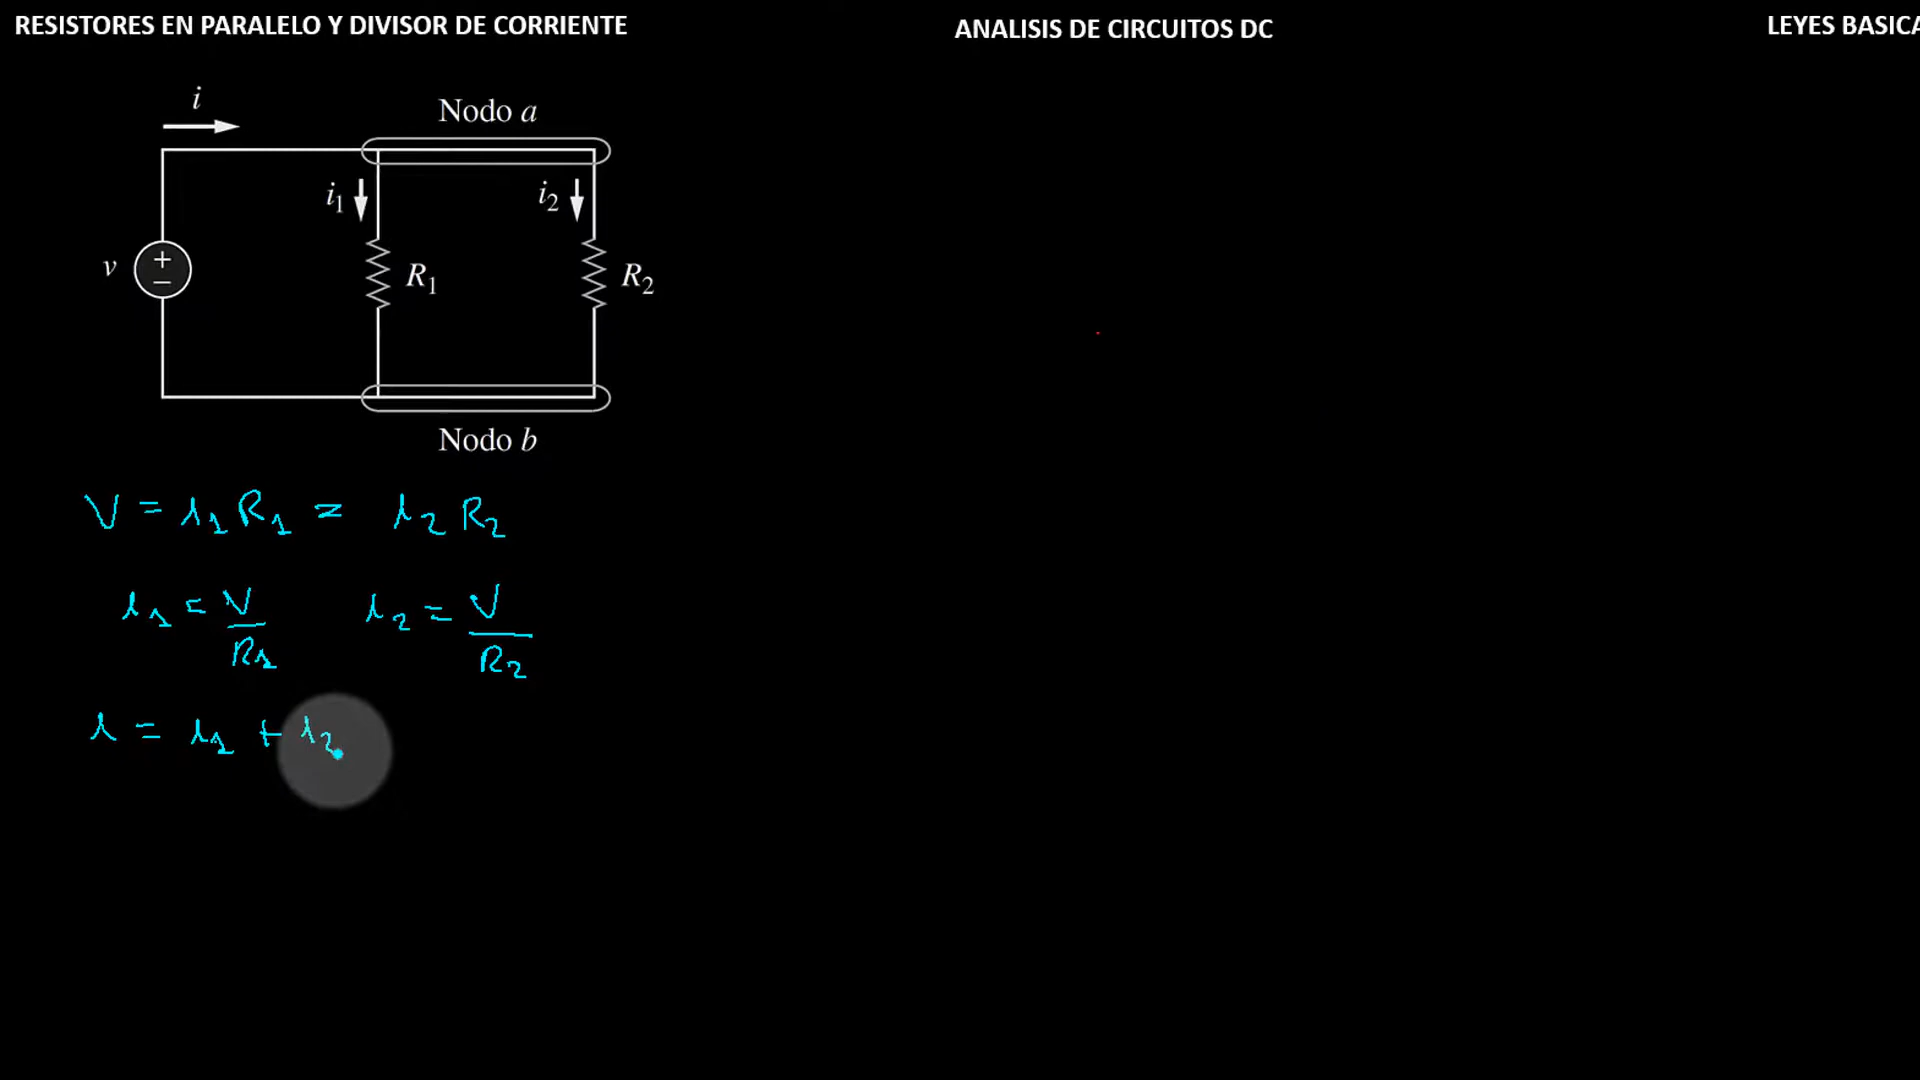 RESISTORES EN PARALELO Y DIVISOR DE CORRIENTE
ANALISIS DE CIRCUITOS DC
LEYES BASICA
i
Nodo a
i₁
i₂
v
+
−
R₁
R₂
Nodo b
V = i₁ R₁ = i₂ R₂
i₁ = V/R₁ i₂ = V/R₂
i = i₁ + i₂